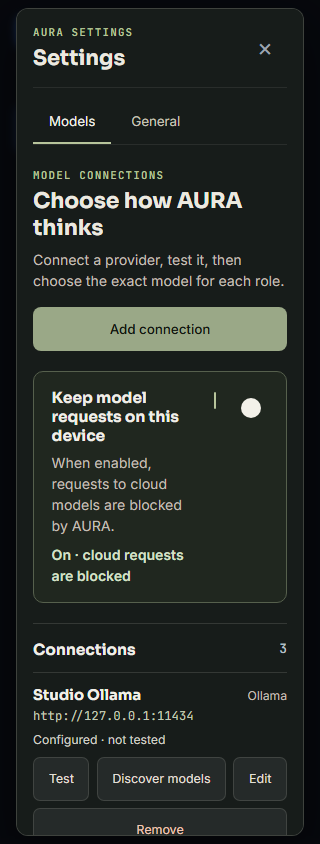 AURA SETTINGS
Settings
Models
General
MODEL CONNECTIONS
Choose how AURA
thinks
Connect a provider, test it, then
choose the exact model for each role.
Add connection
Keep model
requests on this
device
When enabled,
requests to cloud
models are blocked
by AURA.
On · cloud requests
are blocked
Connections
3
Studio Ollama
Ollama
http://127.0.0.1:11434
Configured · not tested
Test
Discover models
Edit
Remove